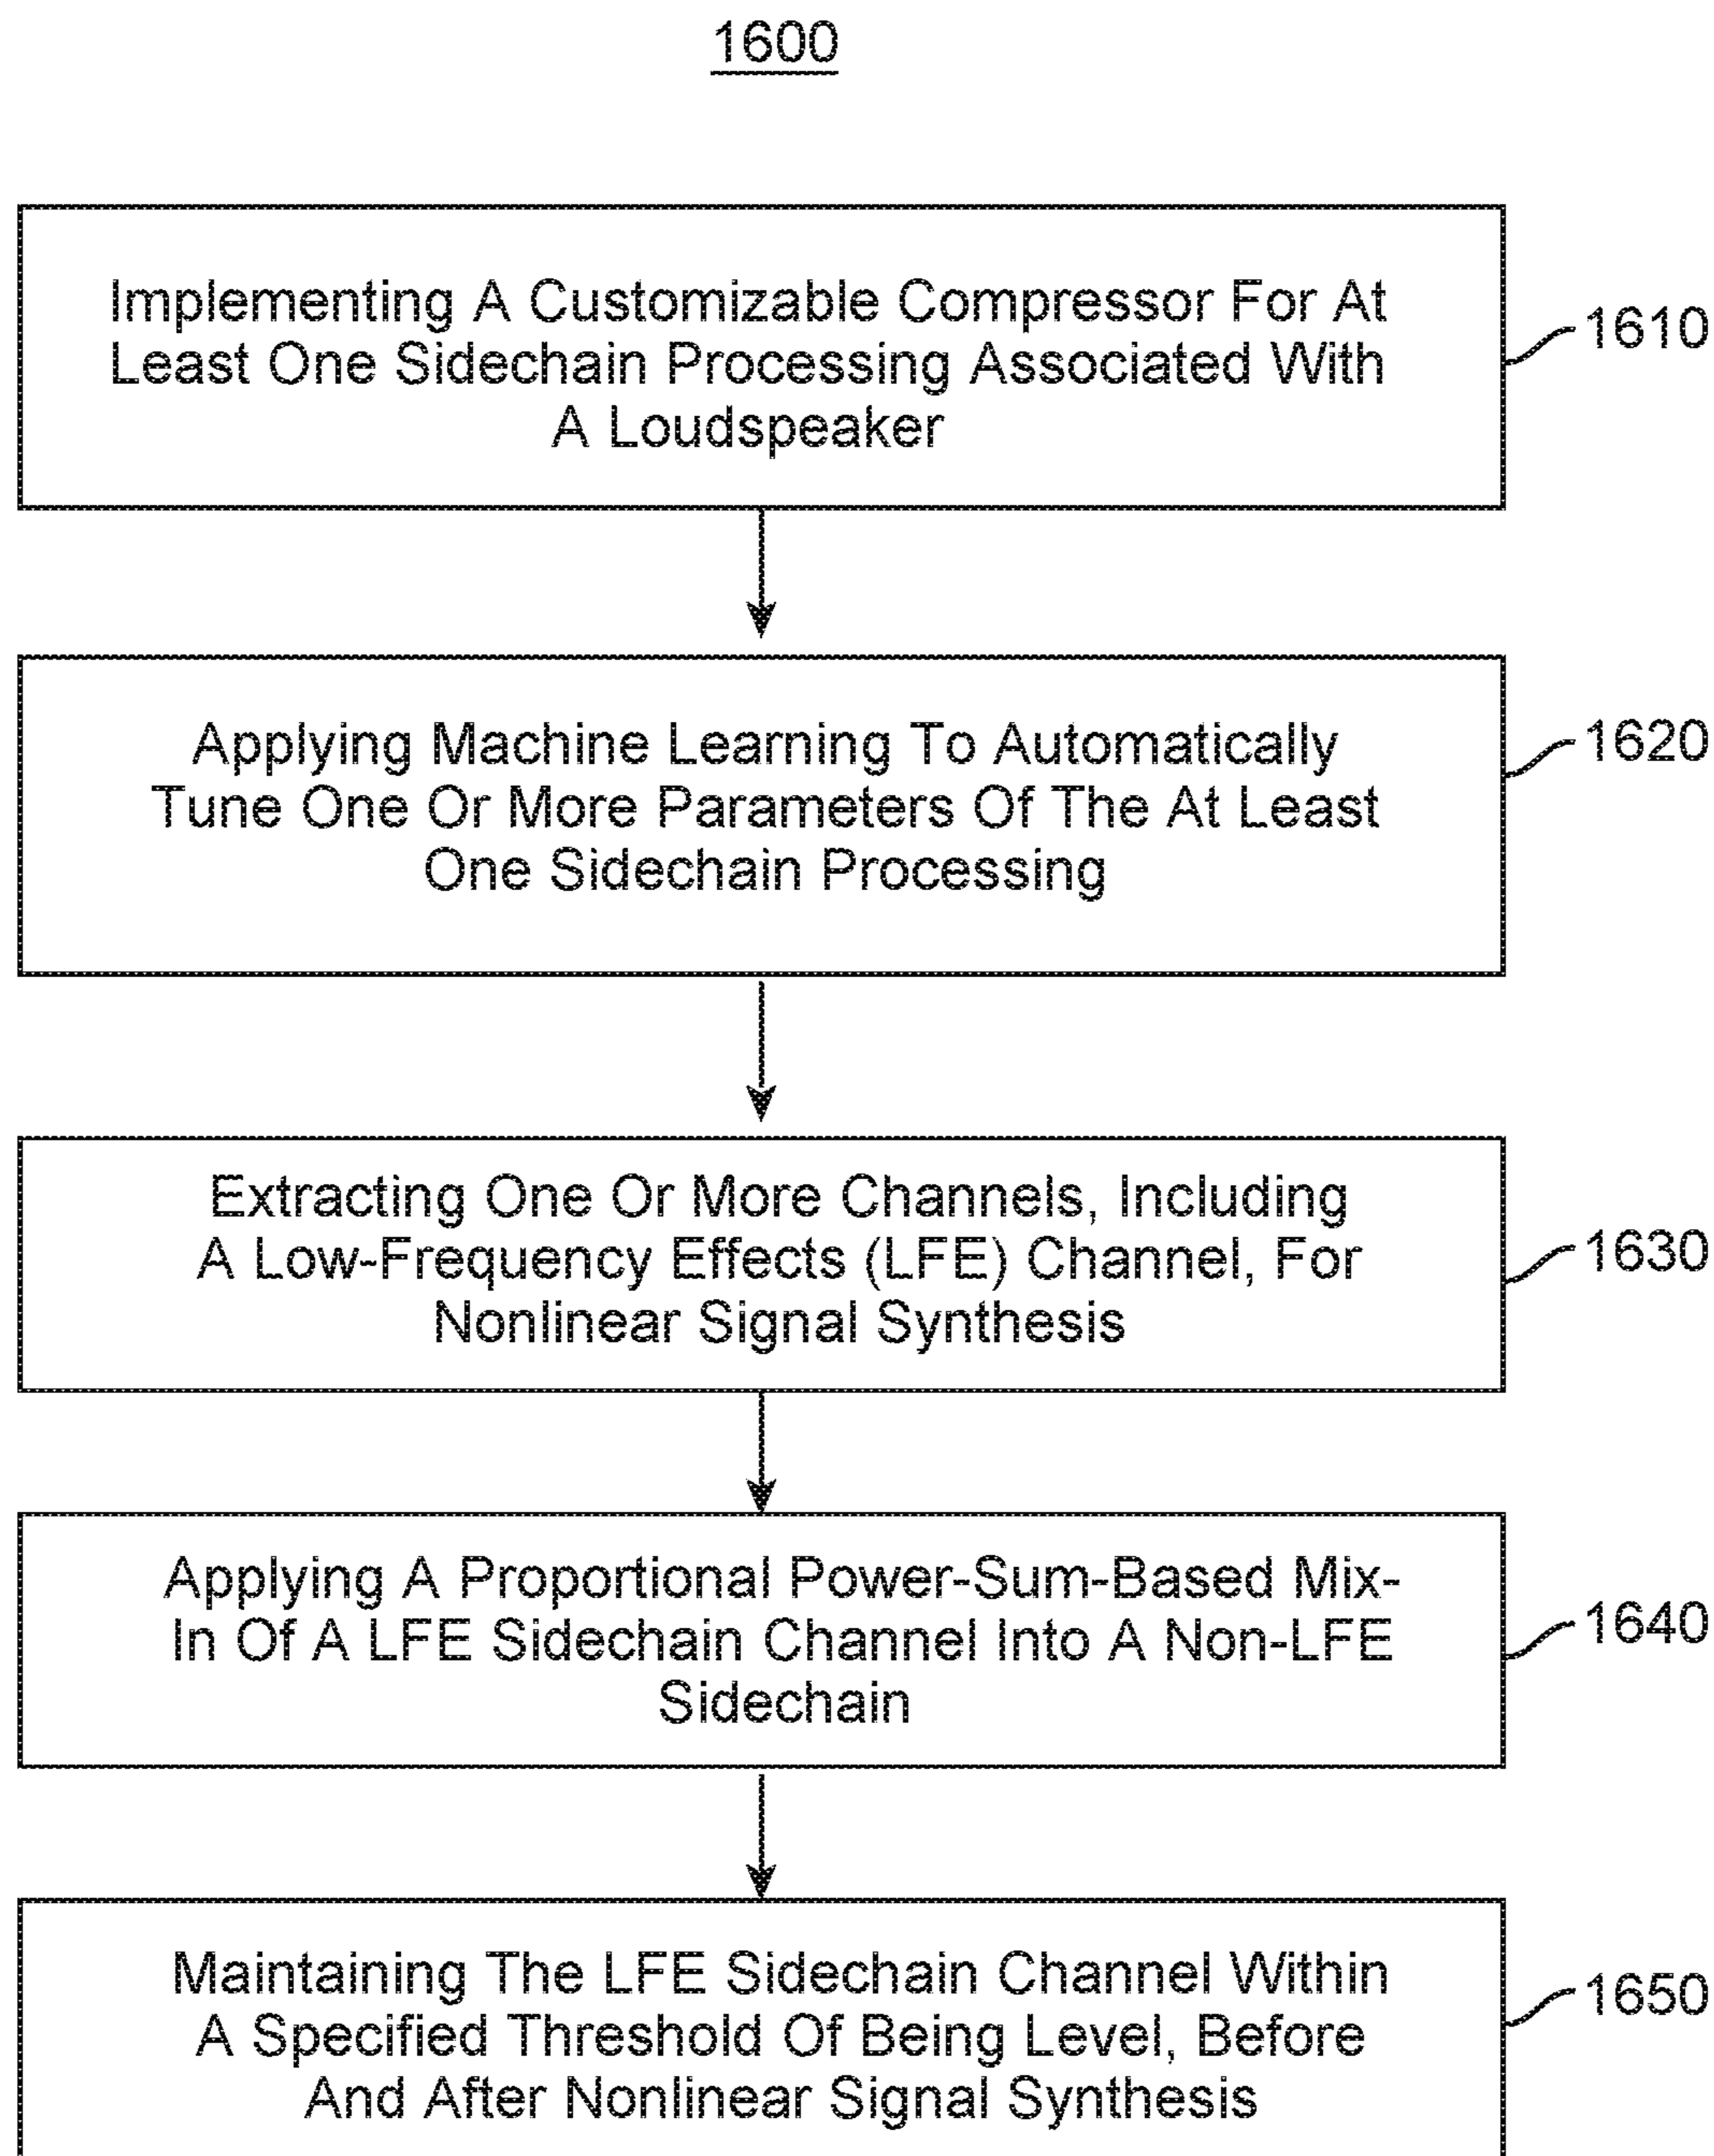 1600
Implementing A Customizable Compressor For At
Least One Sidechain Processing Associated With
A Loudspeaker
1610
Applying Machine Learning To Automatically
Tune One Or More Parameters Of The At Least
One Sidechain Processing
1620
Extracting One Or More Channels, Including
A Low-Frequency Effects (LFE) Channel, For
Nonlinear Signal Synthesis
1630
Applying A Proportional Power-Sum-Based Mix-
In Of A LFE Sidechain Channel Into A Non-LFE
Sidechain
1640
Maintaining The LFE Sidechain Channel Within
A Specified Threshold Of Being Level, Before
And After Nonlinear Signal Synthesis
1650